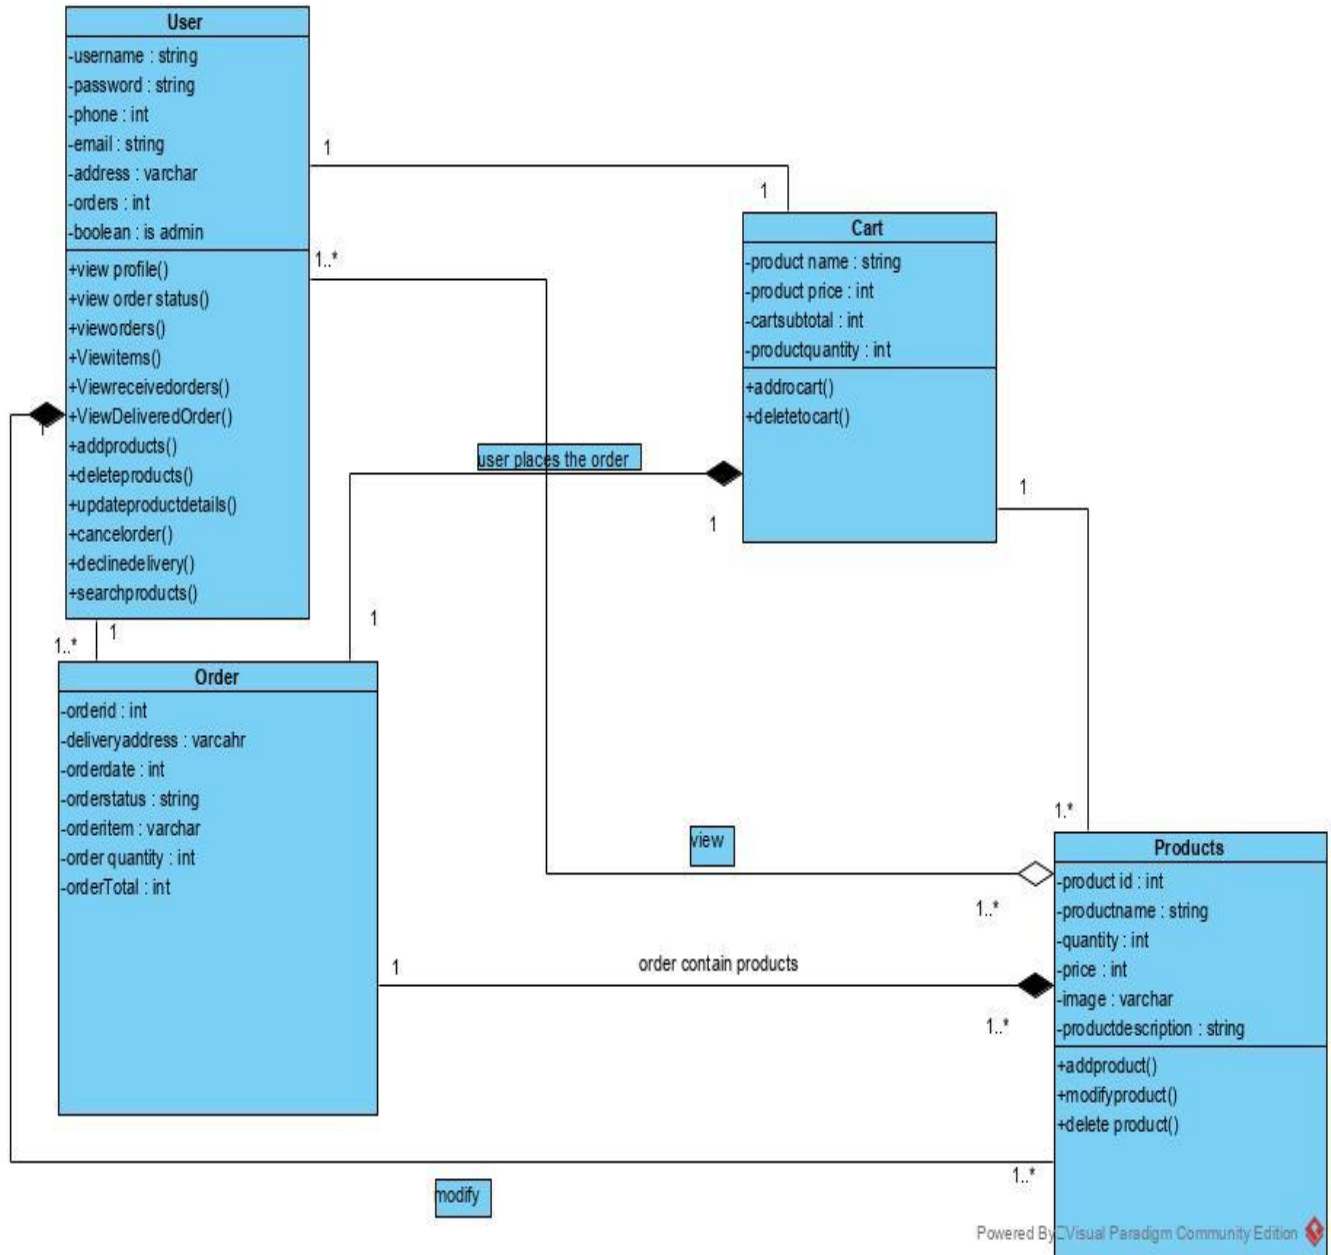 User
-username : string
-password : string
-phone : int
-email : string
-address : varchar
-orders : int
-boolean : is admin
+view profile()
+view order status()
+vieworders()
+Viewitems()
+Viewreceivedorders()
+ViewDeliveredOrder()
+addproducts()
+deleteproducts()
+updateproductdetails()
+cancelorder()
+declinedelivery()
+searchproducts()
1
1
1..*
Cart
-product name : string
-product price : int
-cartsubtotal : int
-productquantity : int
+addrocart()
+deletetocart()
user places the order
1
1
1
1..*
1
Order
-orderid : int
-deliveryaddress : varcahr
-orderdate : int
-orderstatus : string
-orderitem : varchar
-order quantity : int
-orderTotal : int
view
1..*
1.*
1
order contain products
1..*
Products
-product id : int
-productname : string
-quantity : int
-price : int
-image : varchar
-productdescription : string
+addproduct()
+modifyproduct()
+delete product()
1..*
modify
Powered By Visual Paradigm Community Edition